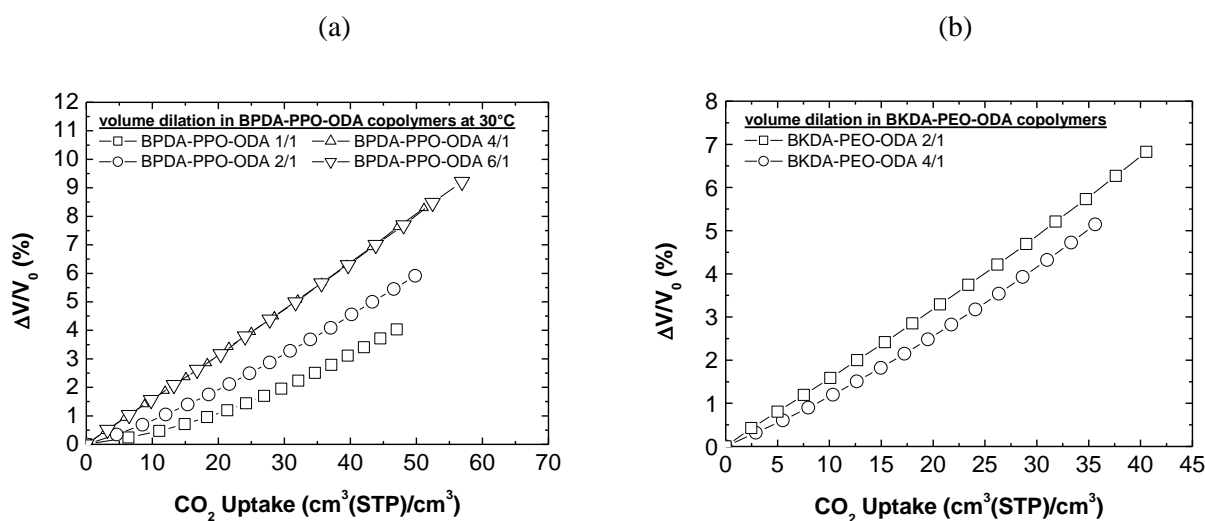 (a)
(b)
volume dilation in BPDA-PPO-ODA copolymers at 30°C
BPDA-PPO-ODA 1/1
BPDA-PPO-ODA 4/1
BPDA-PPO-ODA 2/1
BPDA-PPO-ODA 6/1
12
11
10
9
8
7
6
5
4
3
2
1
0
ΔV/V₀ (%)
0 10 20 30 40 50 60 70
CO₂ Uptake (cm³(STP)/cm³)
volume dilation in BKDA-PEO-ODA copolymers
BKDA-PEO-ODA 2/1
BKDA-PEO-ODA 4/1
8
7
6
5
4
3
2
1
0
ΔV/V₀ (%)
0 5 10 15 20 25 30 35 40 45
CO₂ Uptake (cm³(STP)/cm³)